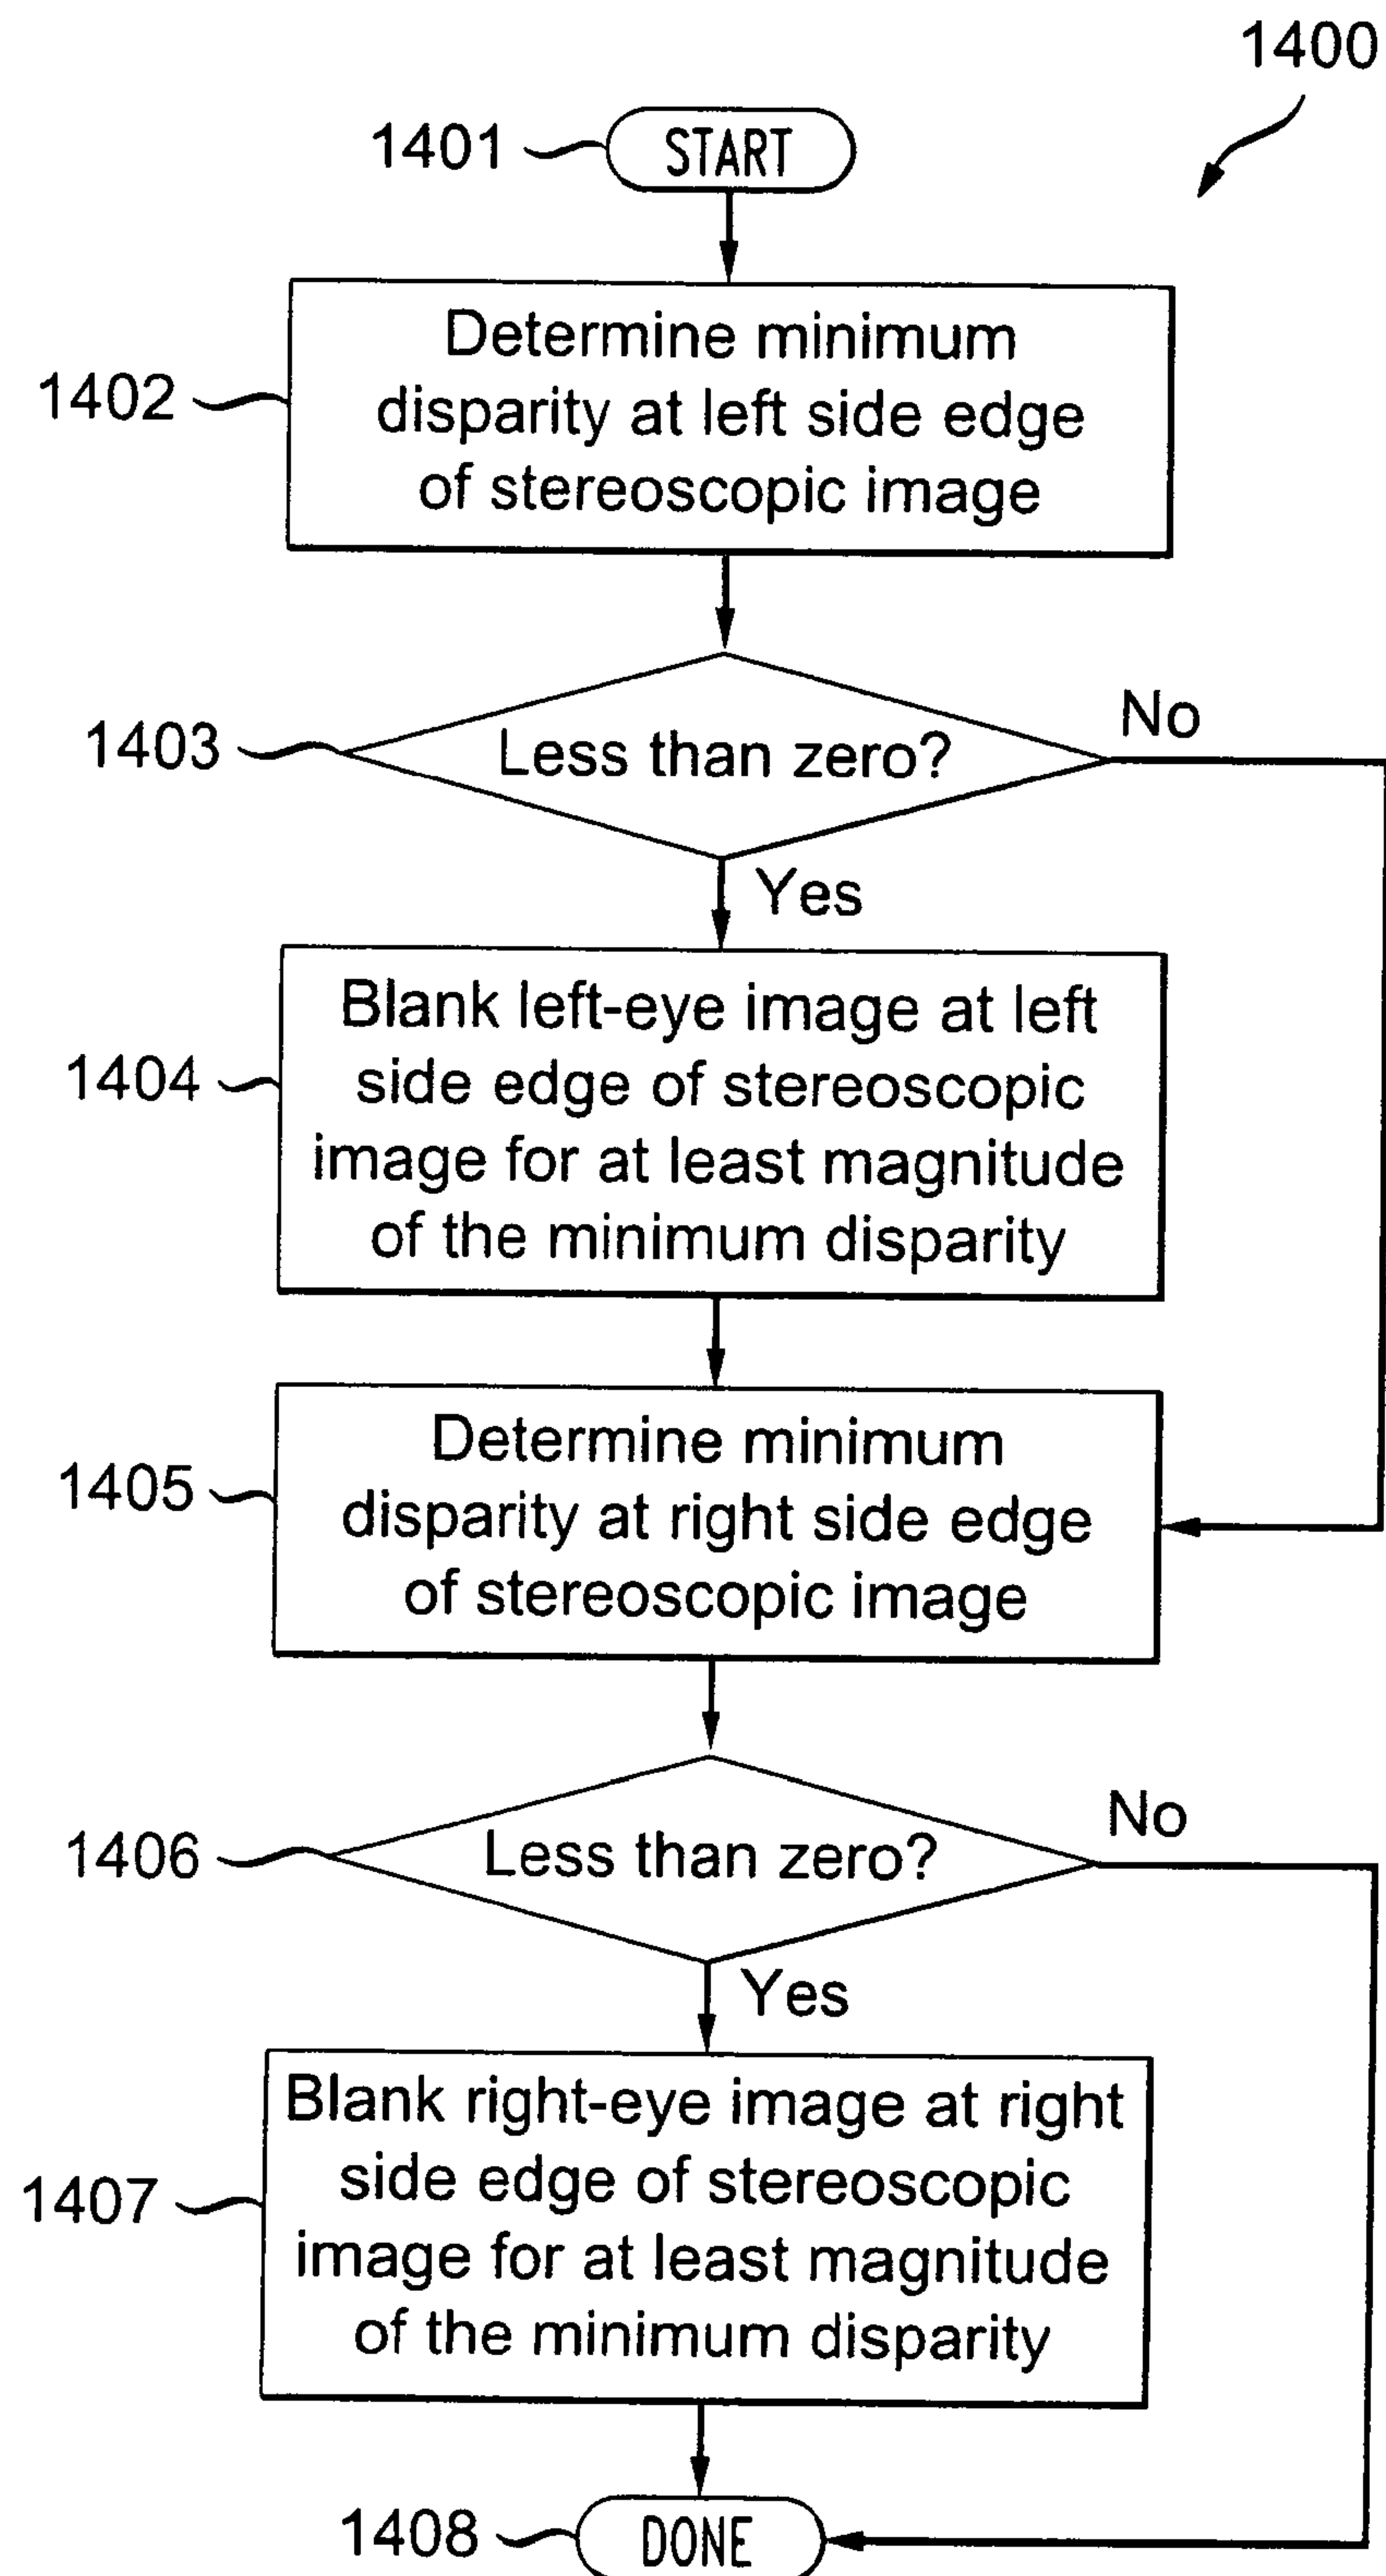 1400
1401
START
1402
Determine minimum
disparity at left side edge
of stereoscopic image
1403
Less than zero?
No
Yes
1404
Blank left-eye image at left
side edge of stereoscopic
image for at least magnitude
of the minimum disparity
1405
Determine minimum
disparity at right side edge
of stereoscopic image
1406
Less than zero?
No
Yes
1407
Blank right-eye image at right
side edge of stereoscopic
image for at least magnitude
of the minimum disparity
1408
DONE